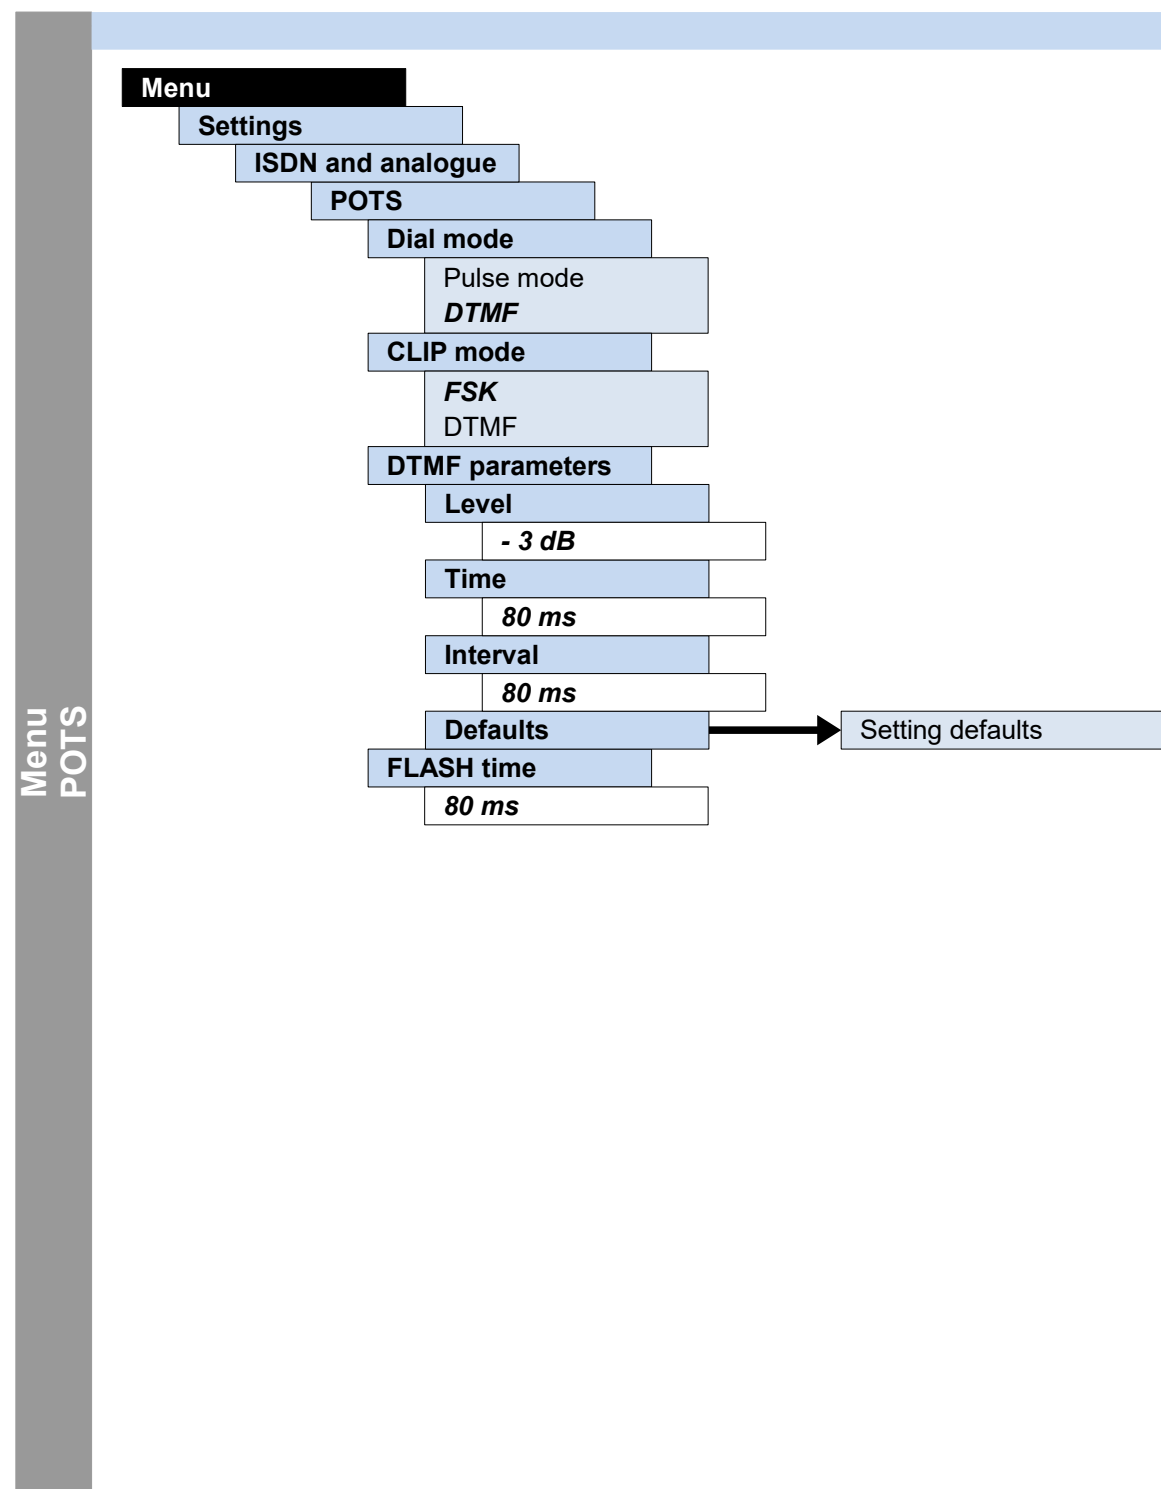 Menu
Settings
ISDN and analogue
POTS
Dial mode
Pulse mode
DTMF
CLIP mode
FSK
DTMF
DTMF parameters
Level
- 3 dB
Time
80 ms
Interval
80 ms
Defaults
Setting defaults
FLASH time
80 ms
Menu
POTS